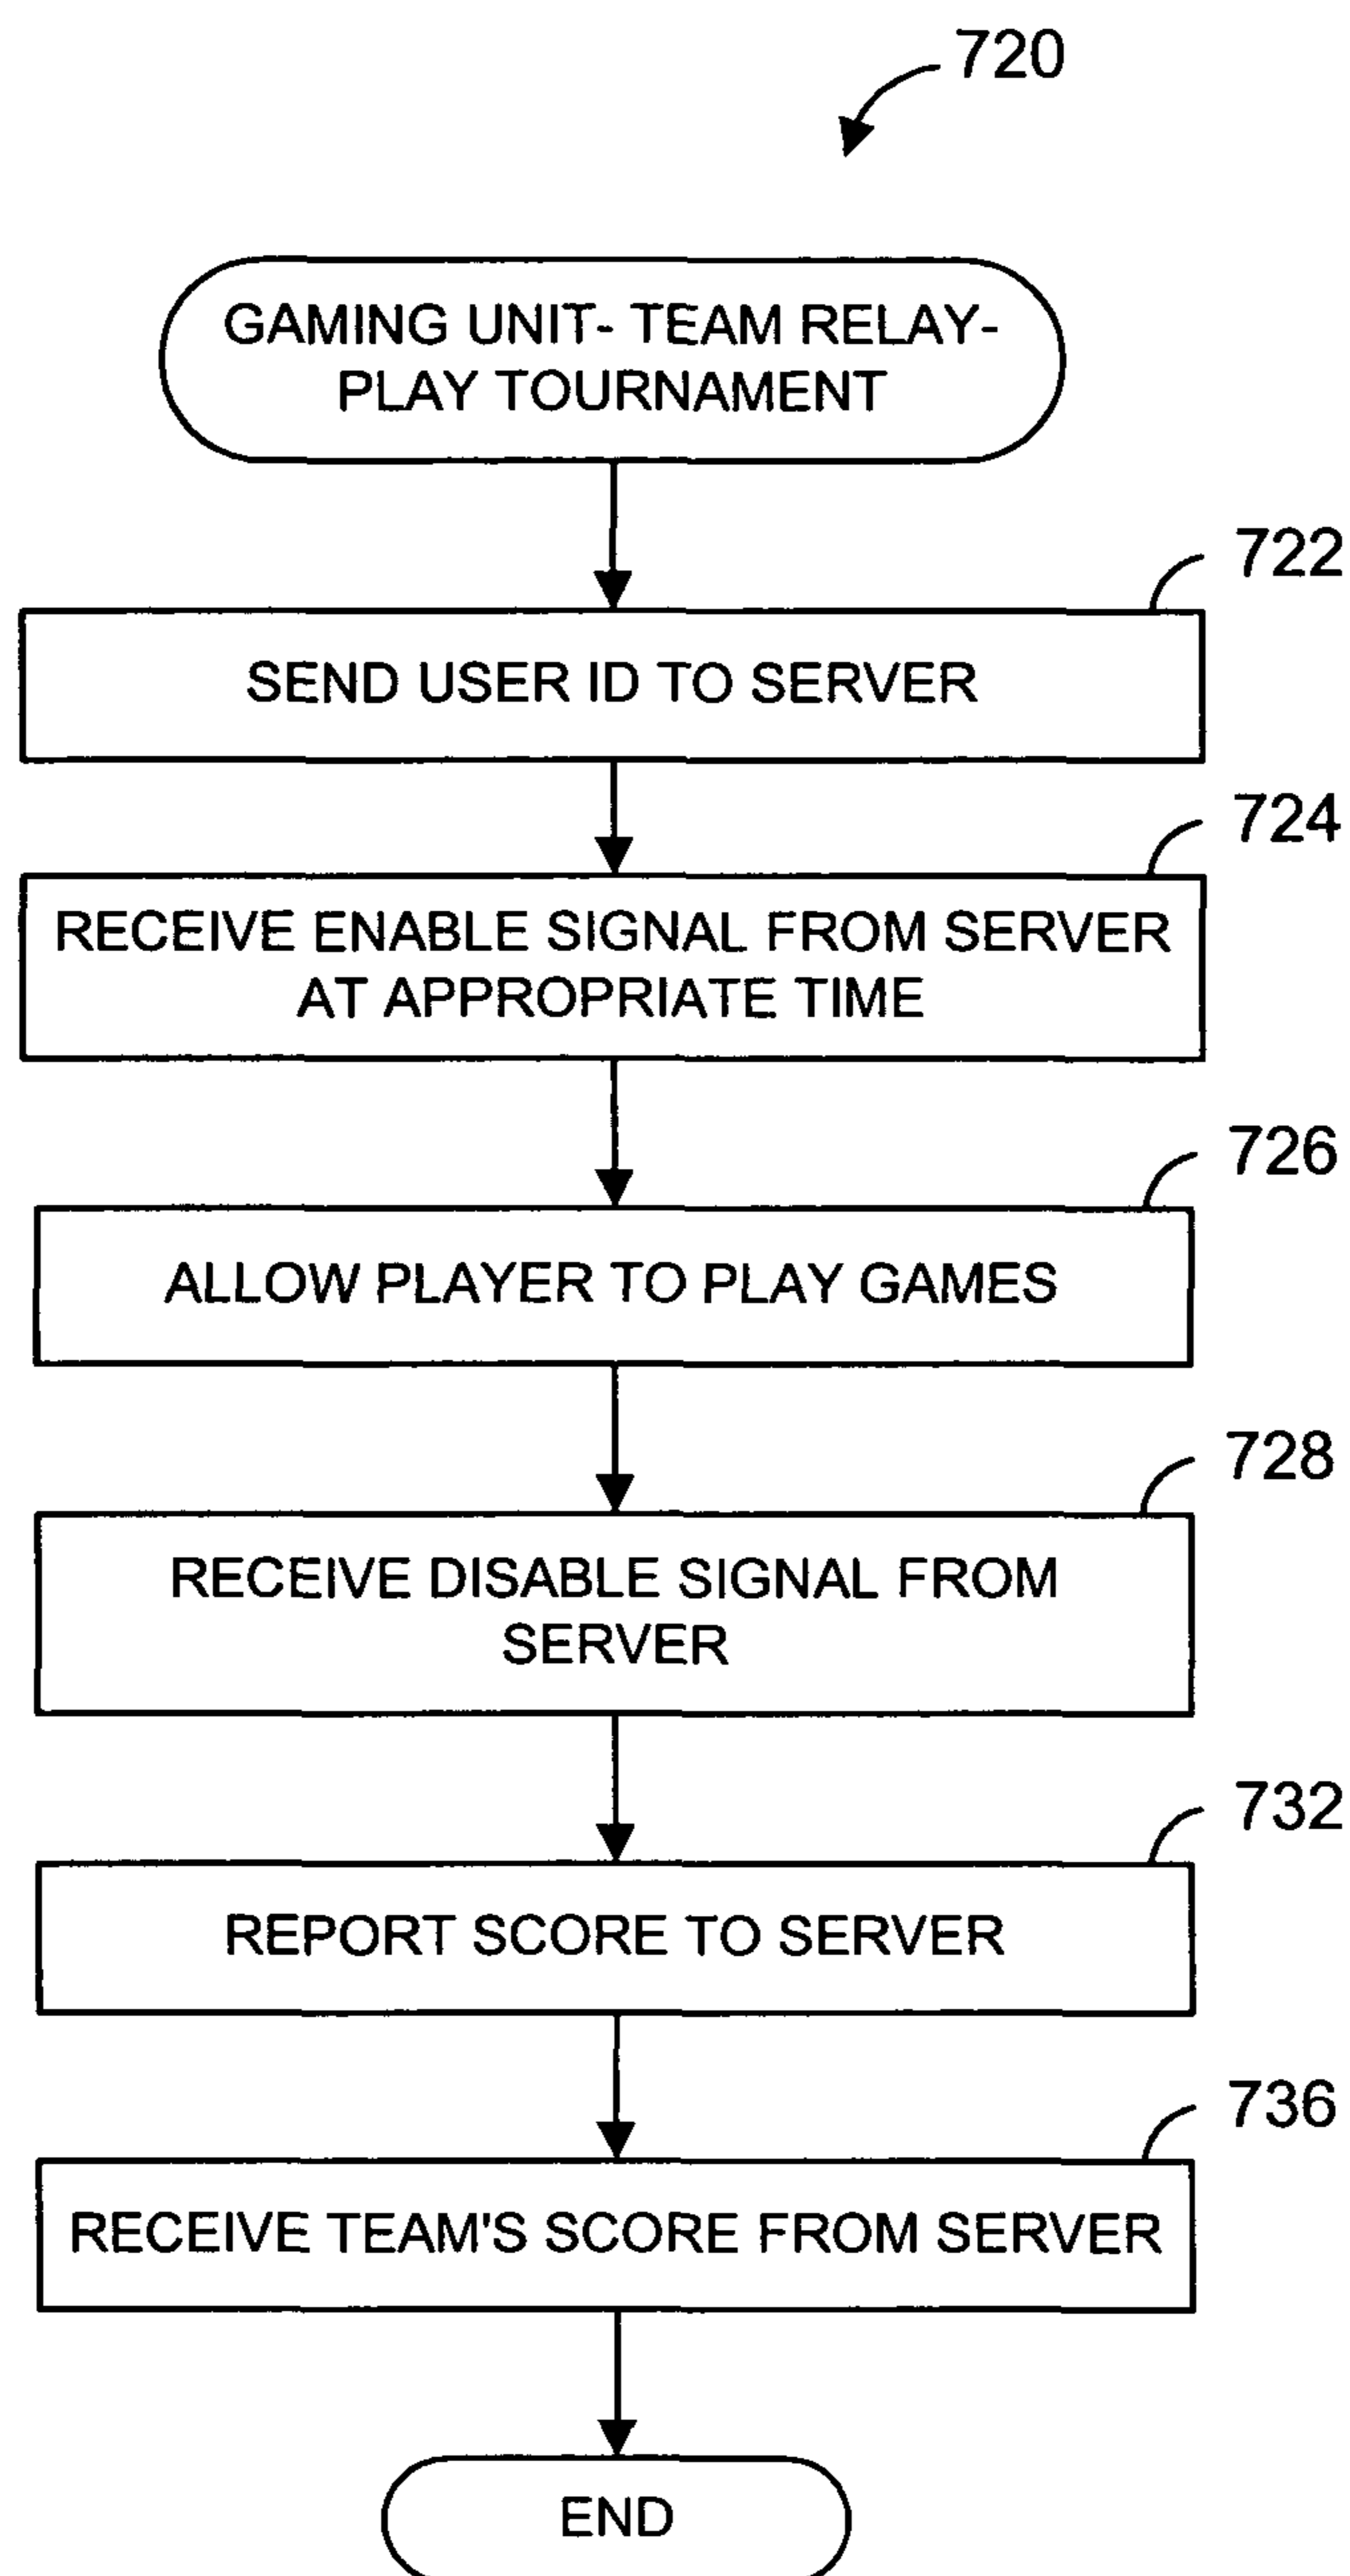 720
GAMING UNIT- TEAM RELAY-
PLAY TOURNAMENT
722
SEND USER ID TO SERVER
724
RECEIVE ENABLE SIGNAL FROM SERVER
AT APPROPRIATE TIME
726
ALLOW PLAYER TO PLAY GAMES
728
RECEIVE DISABLE SIGNAL FROM
SERVER
732
REPORT SCORE TO SERVER
736
RECEIVE TEAM'S SCORE FROM SERVER
END